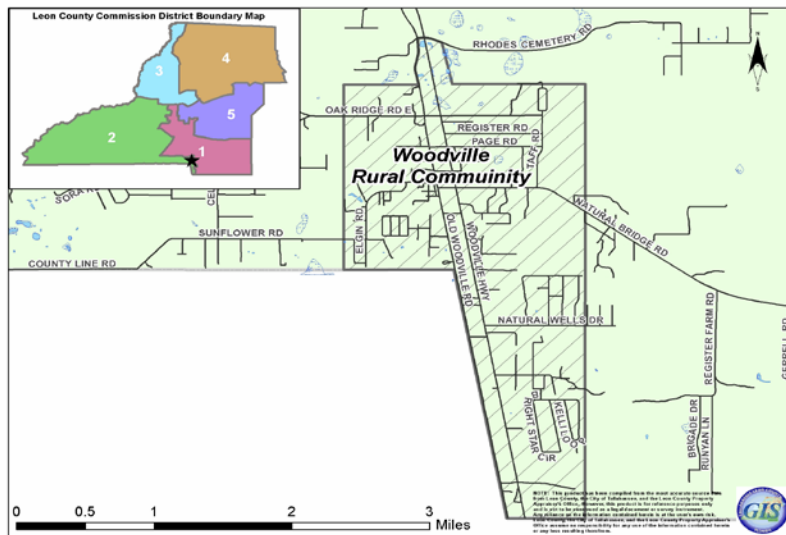 Leon County Commission District Boundary Map
4
3
5
2
1
RHODES CEMETERY RD
OAK RIDGE RD E
REGISTER RD
PAGE RD
TAFF RD
Woodville
Rural Commuinity
NATURAL BRIDGE RD
ELGIN RD
SUNFLOWER RD
OLD WOODVILLE RD
WOODVILLE HWY
COUNTY LINE RD
NATURAL WELLS DR
REGISTER FARM RD
GERRELL RD
BRIGADE DR
RUNYAN LN
KELLI LO
RIGHT STAR
CIR
0 0.5 1 2 3 Miles
GIS